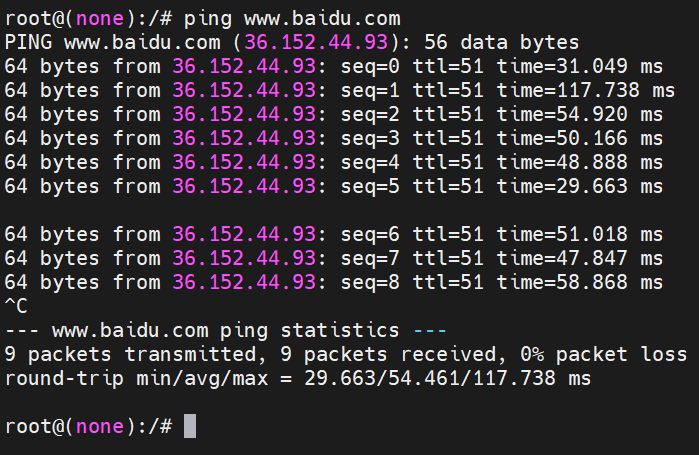 root@(none):/# ping www.baidu.com
PING www.baidu.com (36.152.44.93): 56 data bytes
64 bytes from 36.152.44.93: seq=0 ttl=51 time=31.049 ms
64 bytes from 36.152.44.93: seq=1 ttl=51 time=117.738 ms
64 bytes from 36.152.44.93: seq=2 ttl=51 time=54.920 ms
64 bytes from 36.152.44.93: seq=3 ttl=51 time=50.166 ms
64 bytes from 36.152.44.93: seq=4 ttl=51 time=48.888 ms
64 bytes from 36.152.44.93: seq=5 ttl=51 time=29.663 ms

64 bytes from 36.152.44.93: seq=6 ttl=51 time=51.018 ms
64 bytes from 36.152.44.93: seq=7 ttl=51 time=47.847 ms
64 bytes from 36.152.44.93: seq=8 ttl=51 time=58.868 ms
^C
--- www.baidu.com ping statistics ---
9 packets transmitted, 9 packets received, 0% packet loss
round-trip min/avg/max = 29.663/54.461/117.738 ms

root@(none):/#